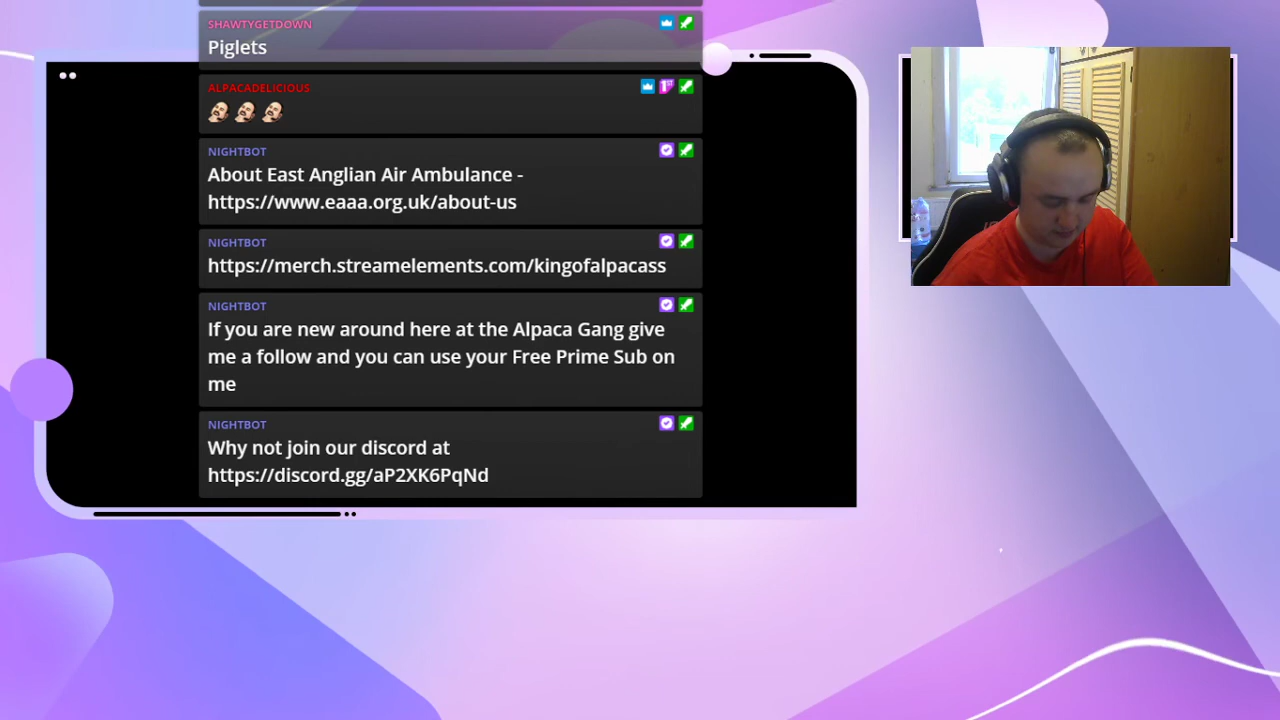 SHAWTYGETDOWN
Piglets
ALPACADELICIOUS
NIGHTBOT
About East Anglian Air Ambulance -
https://www.eaaa.org.uk/about-us
NIGHTBOT
https://merch.streamelements.com/kingofalpacass
NIGHTBOT
If you are new around here at the Alpaca Gang give
me a follow and you can use your Free Prime Sub on
me
NIGHTBOT
Why not join our discord at
https://discord.gg/aP2XK6PqNd